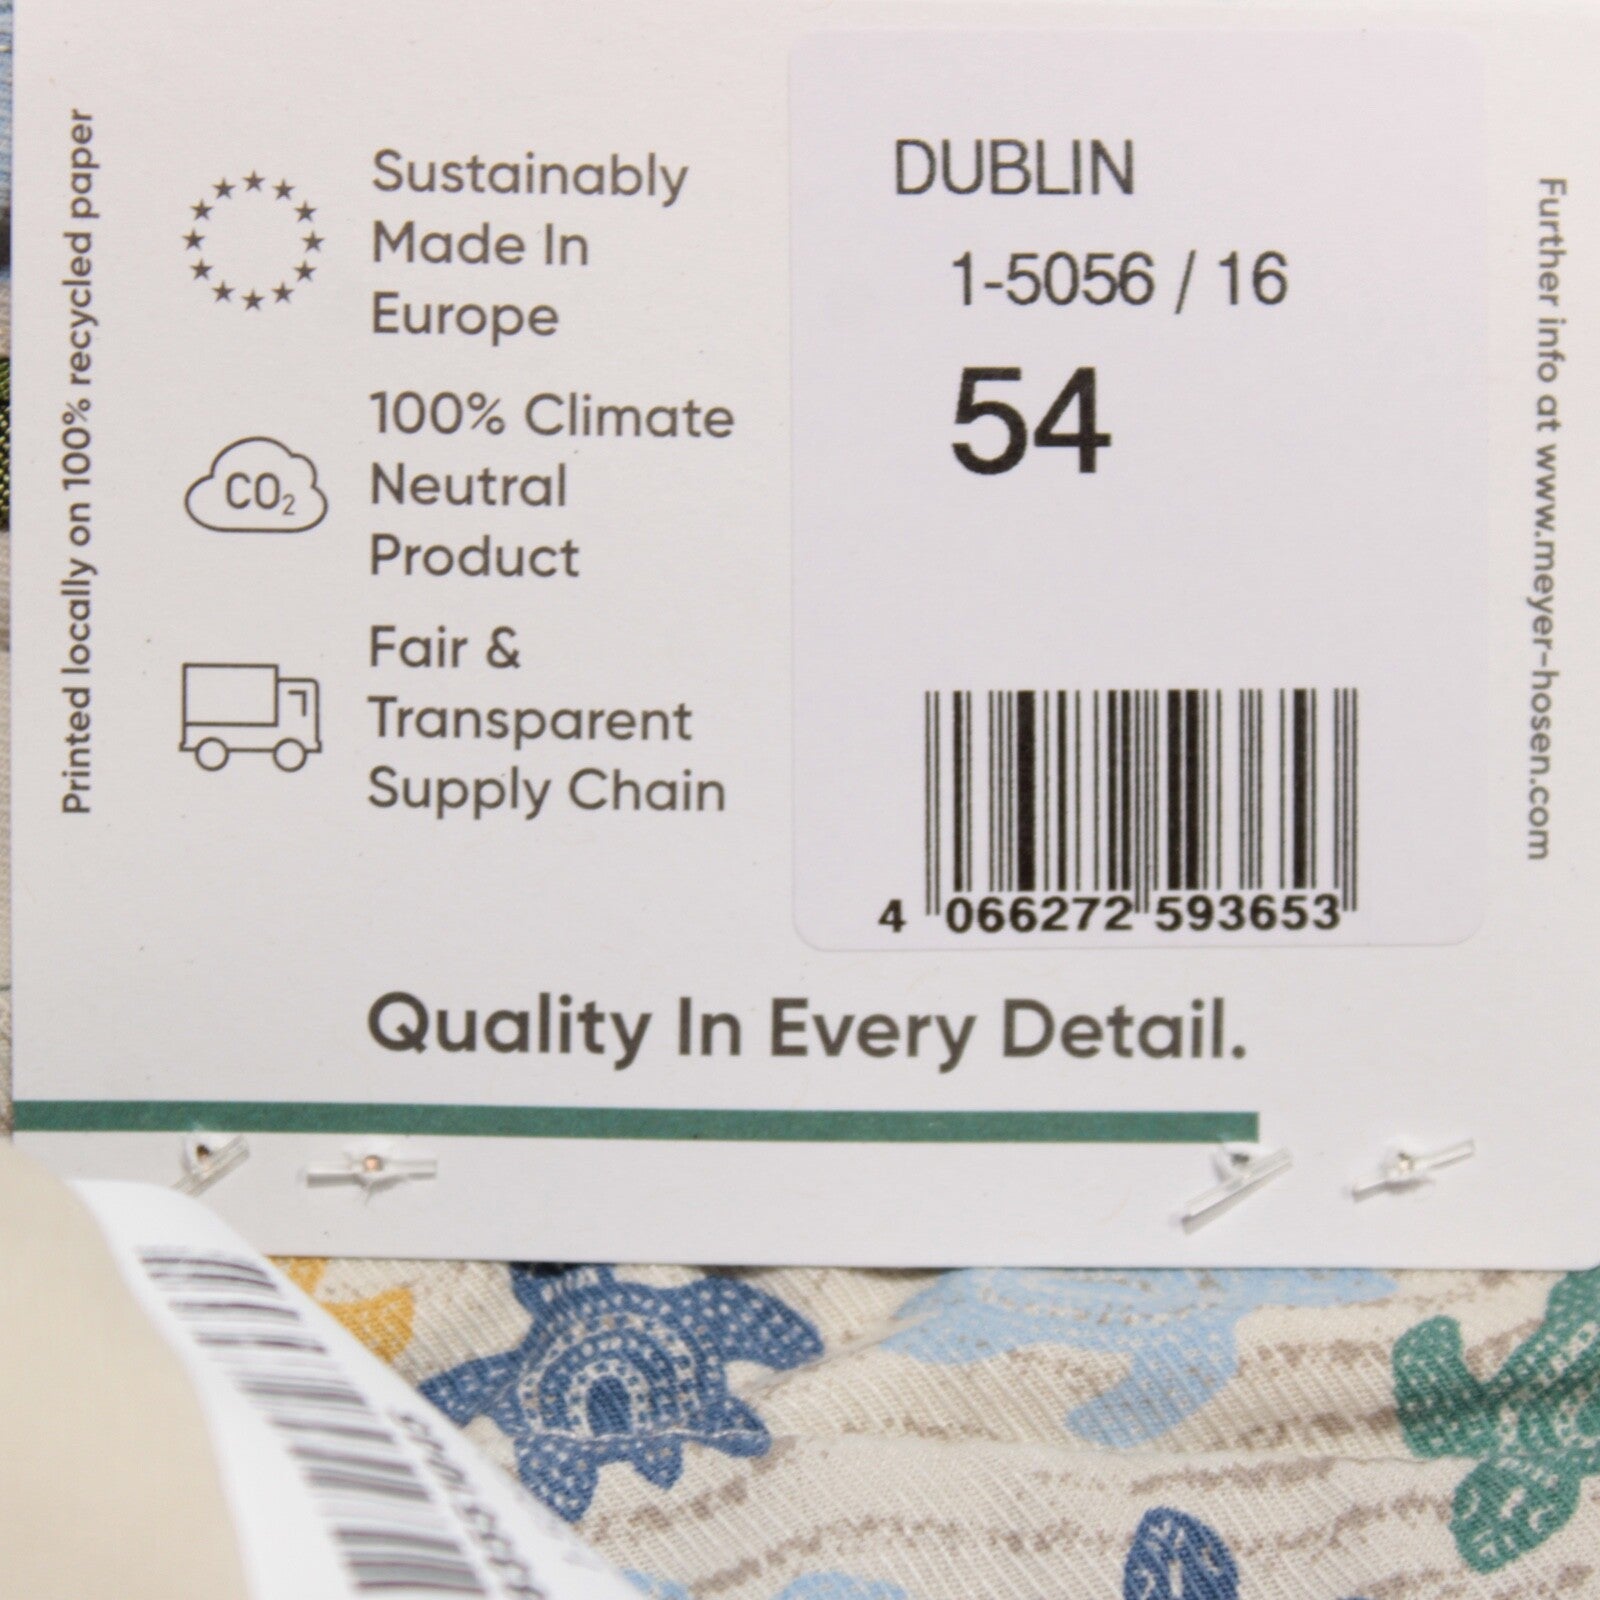 Printed locally on 100% recycled paper
Sustainably
Made In
Europe
CO₂
100% Climate
Neutral
Product
Fair &
Transparent
Supply Chain
DUBLIN
1-5056 / 16
54
4 066272 593653
Further info at www.meyer-hosen.com
Quality In Every Detail.